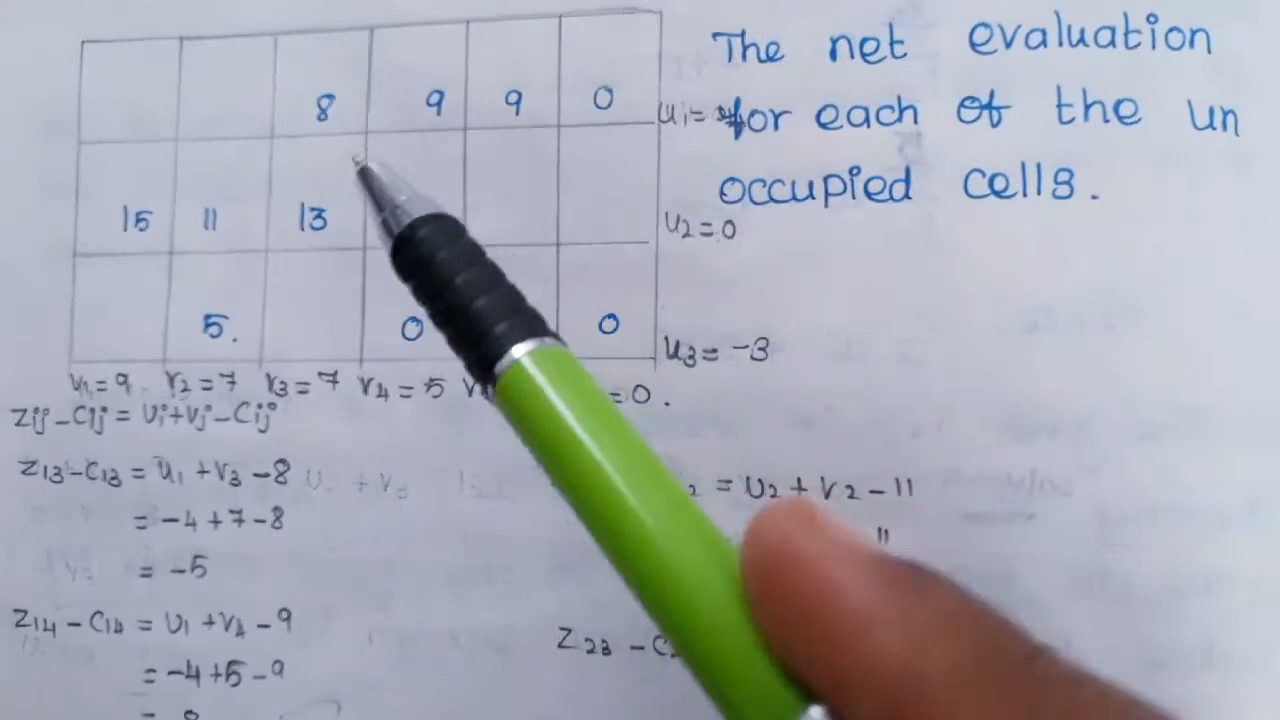 The net evaluation
for each of the un
occupied cells.
8 9 9 0
u1=
15 11 13
u2=0
5. 0 0
u3= -3
v1=9 v2=7 v3=7 v4=5 =0.
Zij-Cij = Ui+Vj-Cij
Z13-C13 = u1 +v3 -8
= -4+7-8
= -5
Z14 - C14 = U1 +V4 -9
= -4+5-9
2 = U2+ V2-11
11
Z23 - C